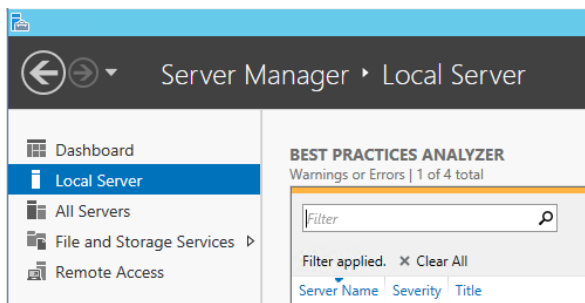 Server Manager ‣ Local Server
Dashboard
Local Server
All Servers
File and Storage Services
Remote Access
BEST PRACTICES ANALYZER
Warnings or Errors | 1 of 4 total
Filter
Filter applied. × Clear All
Server Name Severity Title